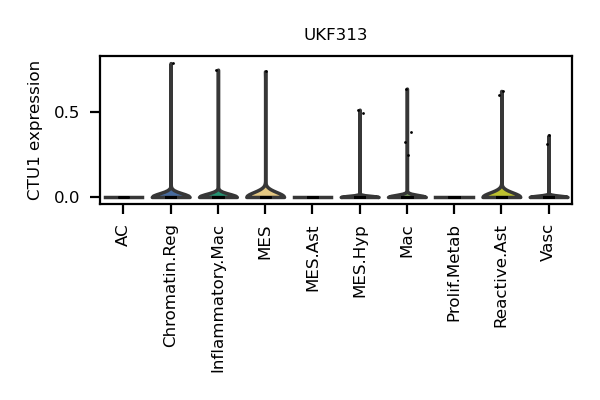 UKF313
CTU1 expression
0.5
0.0
AC
Chromatin.Reg
Inflammatory.Mac
MES
MES.Ast
MES.Hyp
Mac
Prolif.Metab
Reactive.Ast
Vasc